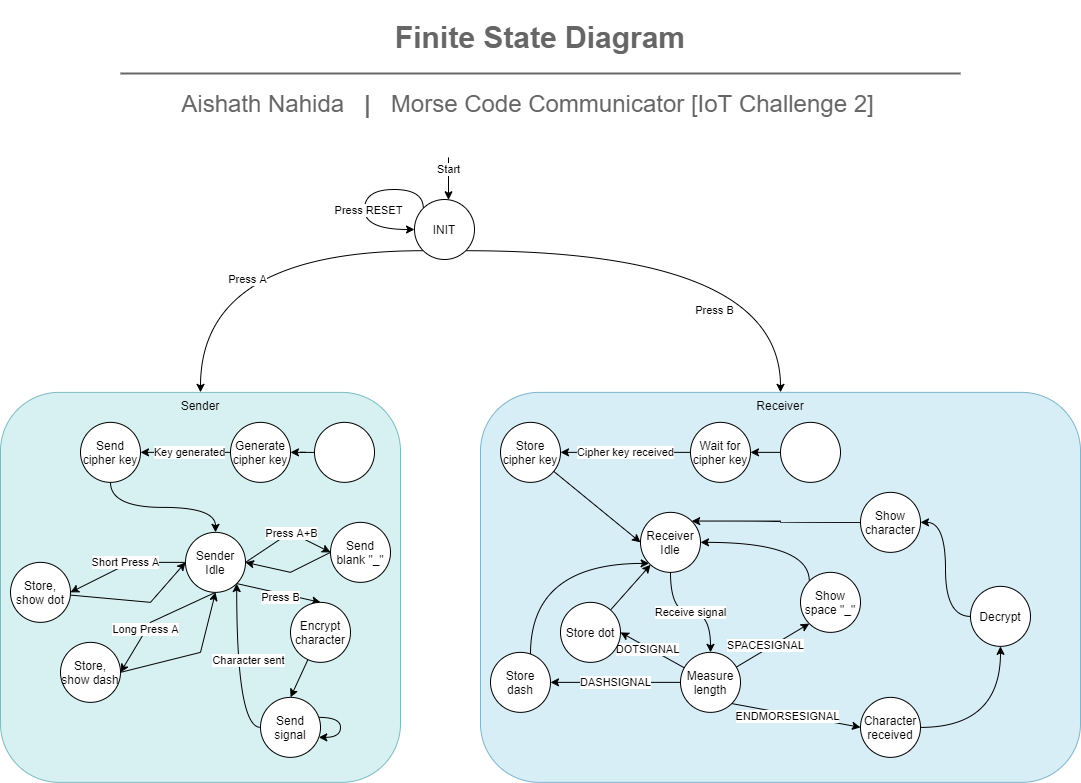 Finite State Diagram
Aishath Nahida | Morse Code Communicator [IoT Challenge 2]
Start
Press RESET
INIT
Press A
Press B
Sender
Send
cipher key
Key generated
Generate
cipher key
Sender
Idle
Press A+B
Send
blank "_"
Short Press A
Store,
show dot
Press B
Long Press A
Encrypt
character
Store,
show dash
Character sent
Send
signal
Receiver
Store
cipher key
Cipher key received
Wait for
cipher key
Receiver
Idle
Show
character
Receive signal
Show
space "_"
Decrypt
Store dot
DOTSIGNAL
SPACESIGNAL
Store
dash
DASHSIGNAL
Measure
length
ENDMORSESIGNAL
Character
received